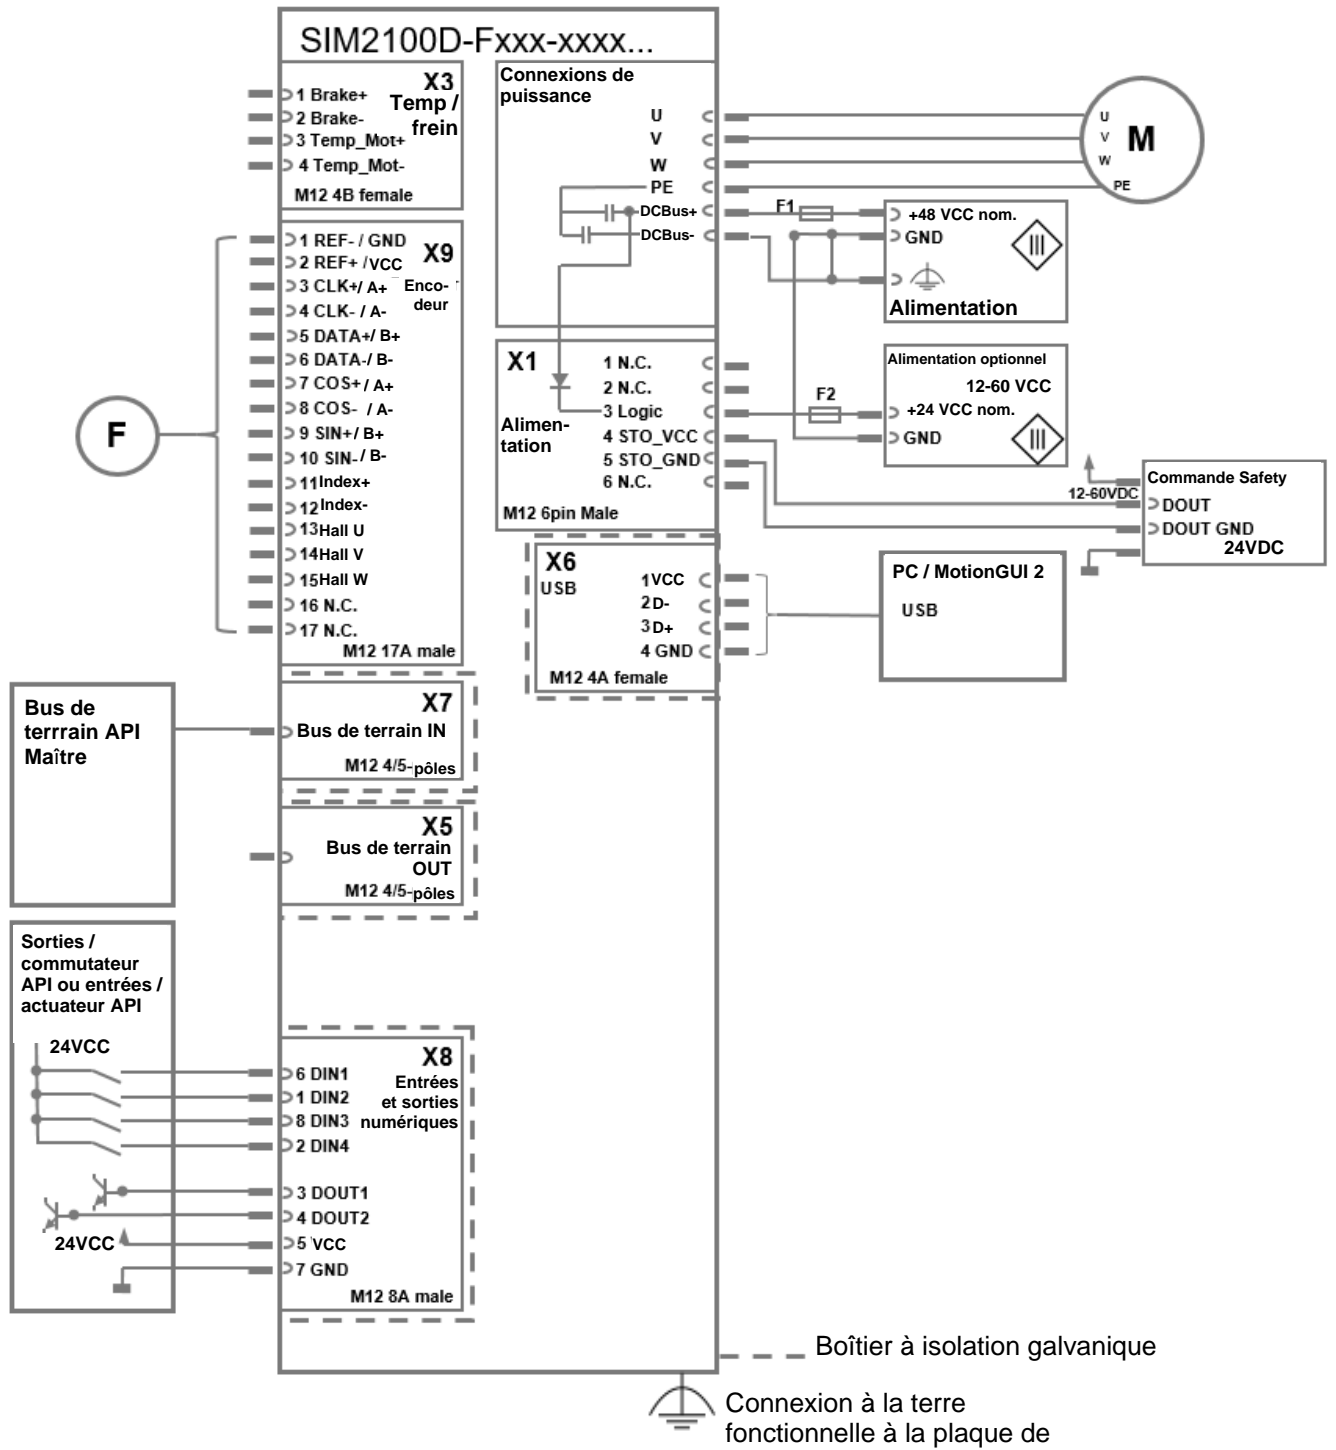 SIM2100D-Fxxx-xxxx...
X3
Temp /
frein
1 Brake+
2 Brake-
3 Temp_Mot+
4 Temp_Mot-
M12 4B female
X9
Enco-
deur
1 REF- / GND
2 REF+ / VCC
3 CLK+ / A+
4 CLK- / A-
5 DATA+ / B+
6 DATA- / B-
7 COS+ / A+
8 COS- / A-
9 SIN+ / B+
10 SIN- / B-
11 Index+
12 Index-
13 Hall U
14 Hall V
15 Hall W
16 N.C.
17 N.C.
M12 17A male
F
Bus de
terrrain API
Maître
X7
Bus de terrain IN
M12 4/5-pôles
X5
Bus de terrain
OUT
M12 4/5-pôles
Sorties /
commutateur
API ou entrées /
actuateur API
24VCC
24VCC
X8
Entrées
et sorties
numériques
6 DIN1
1 DIN2
8 DIN3
2 DIN4
3 DOUT1
4 DOUT2
5 VCC
7 GND
M12 8A male
Connexions de
puissance
U
V
W
PE
DCBus+
DCBus-
U
V
W
PE
M
F1
+48 VCC nom.
GND
Alimentation
X1
Alimen-
tation
1 N.C.
2 N.C.
3 Logic
4 STO_VCC
5 STO_GND
6 N.C.
M12 6pin Male
F2
Alimentation optionnel
12-60 VCC
+24 VCC nom.
GND
12-60VDC
Commande Safety
DOUT
DOUT GND
24VDC
X6
USB
1 VCC
2 D-
3 D+
4 GND
M12 4A female
PC / MotionGUI 2
USB
Boîtier à isolation galvanique
Connexion à la terre
fonctionnelle à la plaque de